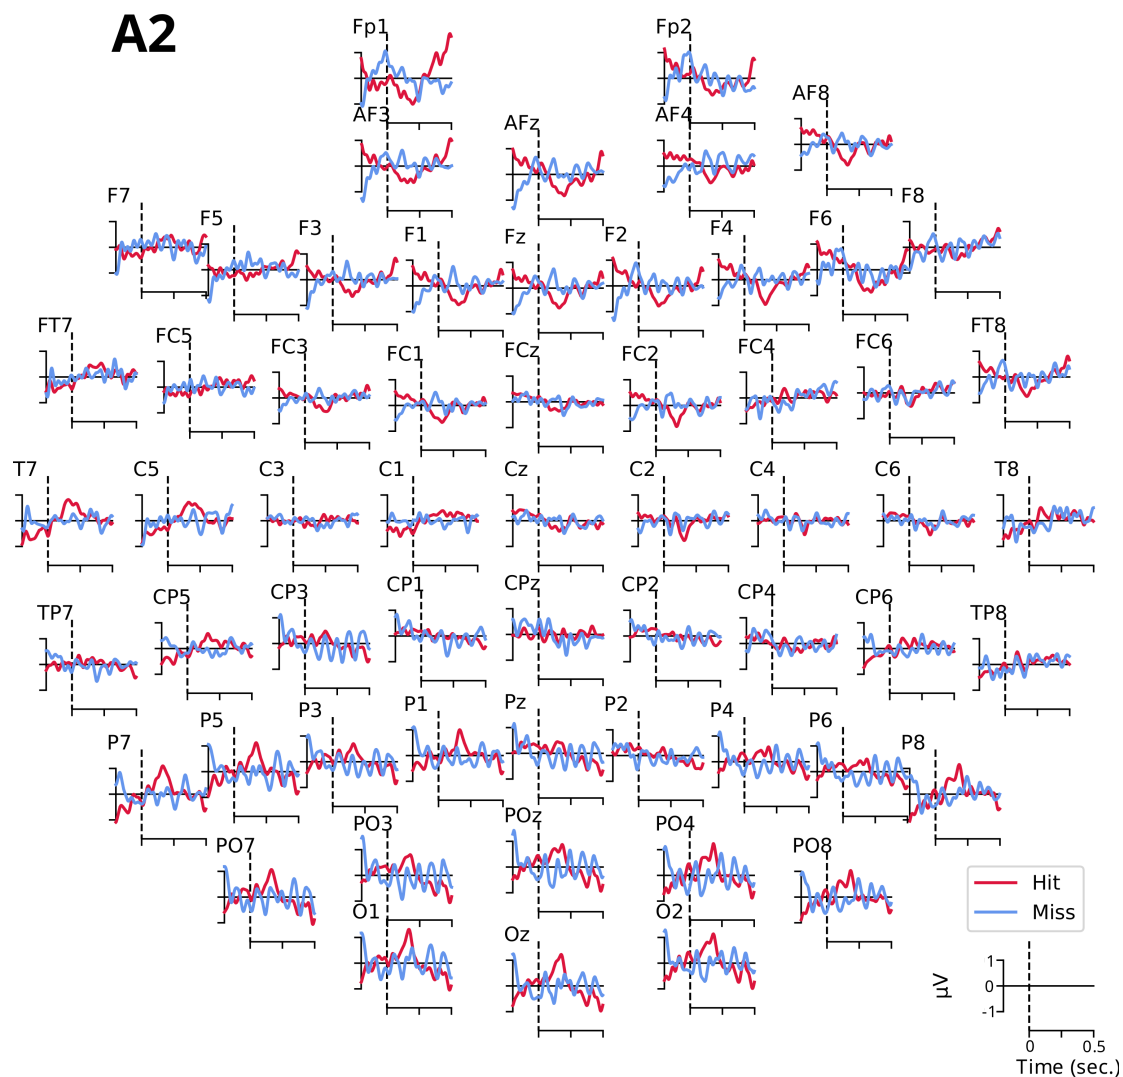 A2
Fp1 Fp2
AF3 AFz AF4 AF8
F7 F5 F3 F1 Fz F2 F4 F6 F8
FT7 FC5 FC3 FC1 FCz FC2 FC4 FC6 FT8
T7 C5 C3 C1 Cz C2 C4 C6 T8
TP7 CP5 CP3 CP1 CPz CP2 CP4 CP6 TP8
P7 P5 P3 P1 Pz P2 P4 P6 P8
PO7 PO3 POz PO4 PO8
O1 Oz O2
Hit
Miss
μV
1
0
-1
0 0.5
Time (sec.)